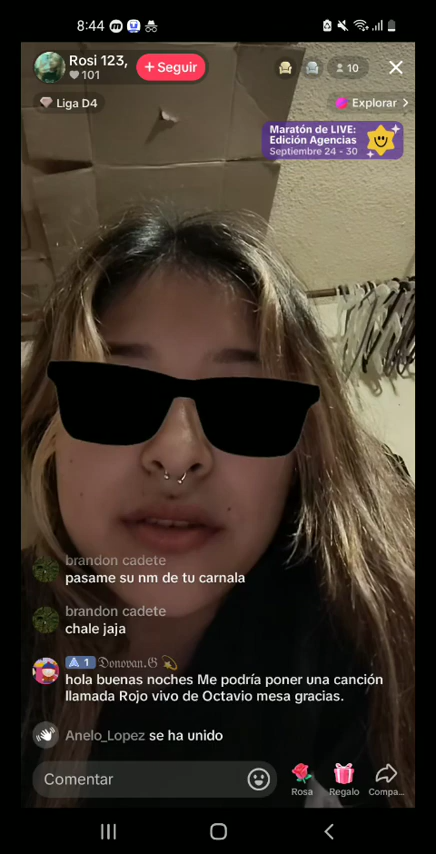 8:44
Rosi 123,
101
+ Seguir
10
Liga D4
Explorar
Maratón de LIVE:
Edición Agencias
Septiembre 24 - 30
brandon cadete
pasame su nm de tu carnala
brandon cadete
chale jaja
1 𝔇𝔬𝔫𝔬𝔳𝔞𝔫.𝔊
hola buenas noches Me podría poner una canción
llamada Rojo vivo de Octavio mesa gracias.
Anelo_Lopez se ha unido
Comentar
Rosa
Regalo
Compa...